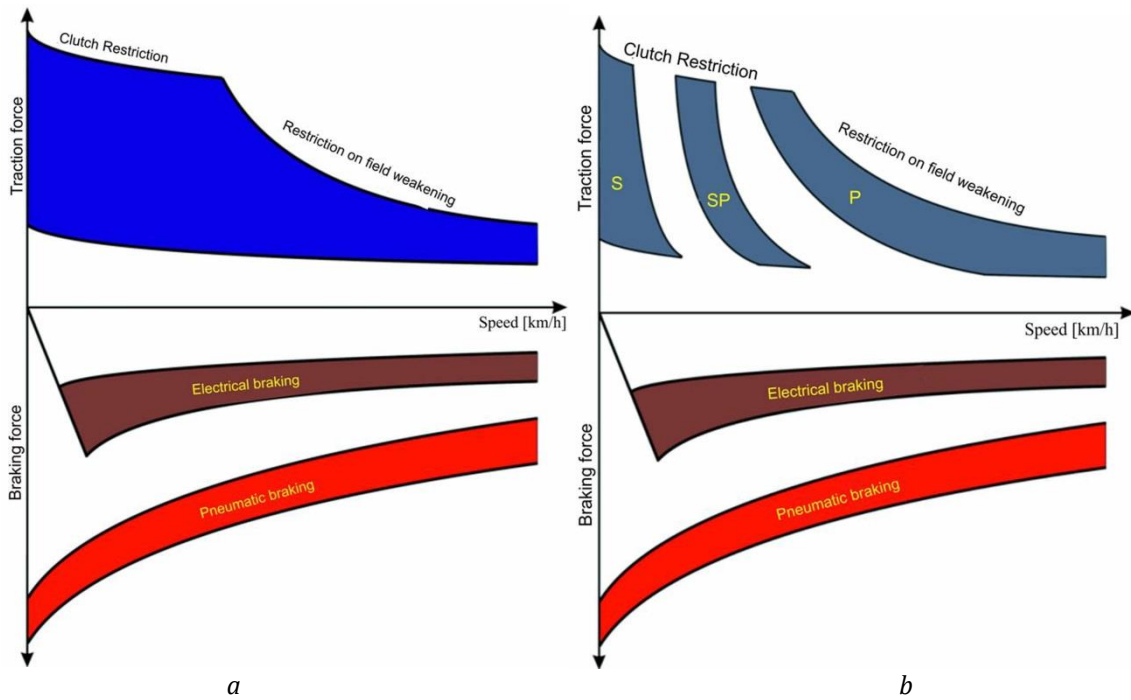 Clutch Restriction
Restriction on field weakening
Traction force
Speed [km/h]
Electrical braking
Braking force
Pneumatic braking
a
Clutch Restriction
Restriction on field weakening
Traction force
S
SP
P
Speed [km/h]
Electrical braking
Braking force
Pneumatic braking
b